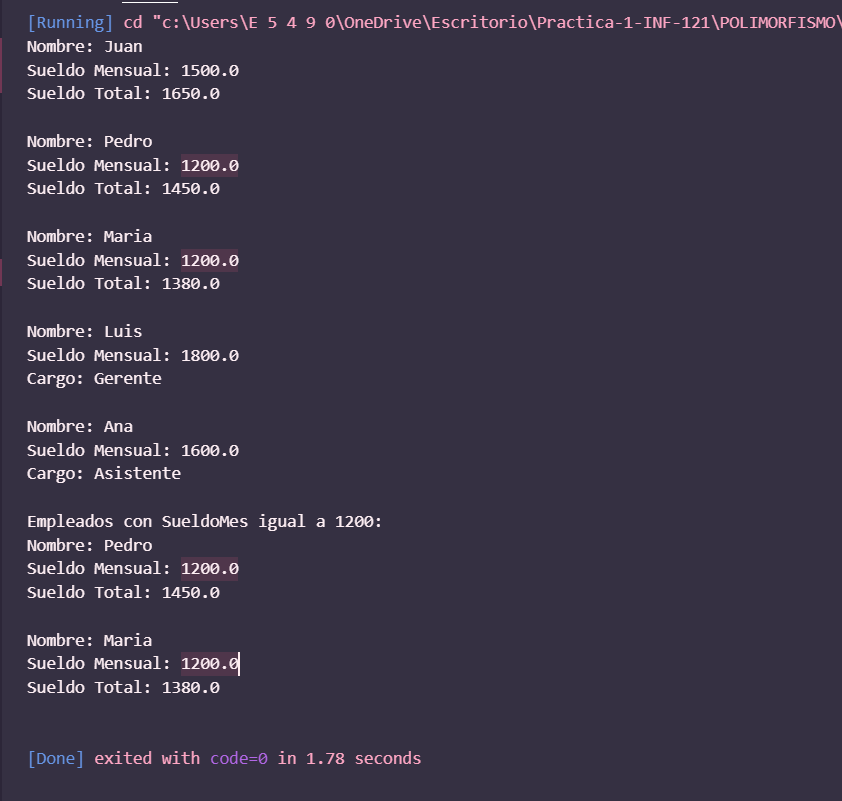 [Running] cd "c:\Users\E 5 4 9 0\OneDrive\Escritorio\Practica-1-INF-121\POLIMORFISMO\
Nombre: Juan
Sueldo Mensual: 1500.0
Sueldo Total: 1650.0
Nombre: Pedro
Sueldo Mensual: 1200.0
Sueldo Total: 1450.0
Nombre: Maria
Sueldo Mensual: 1200.0
Sueldo Total: 1380.0
Nombre: Luis
Sueldo Mensual: 1800.0
Cargo: Gerente
Nombre: Ana
Sueldo Mensual: 1600.0
Cargo: Asistente
Empleados con SueldoMes igual a 1200:
Nombre: Pedro
Sueldo Mensual: 1200.0
Sueldo Total: 1450.0
Nombre: Maria
Sueldo Mensual: 1200.0
Sueldo Total: 1380.0
[Done] exited with code=0 in 1.78 seconds